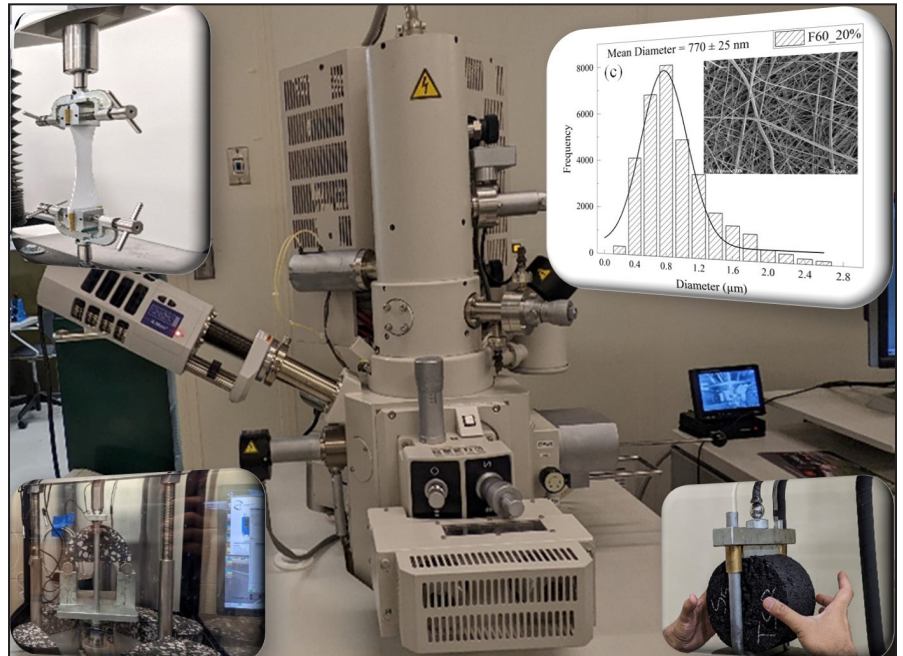 F60_20%
Mean Diameter = 770 ± 25 nm
(c)
8000
6000
4000
2000
0
Frequency
0.0 0.4 0.8 1.2 1.6 2.0 2.4 2.8
Diameter (μm)